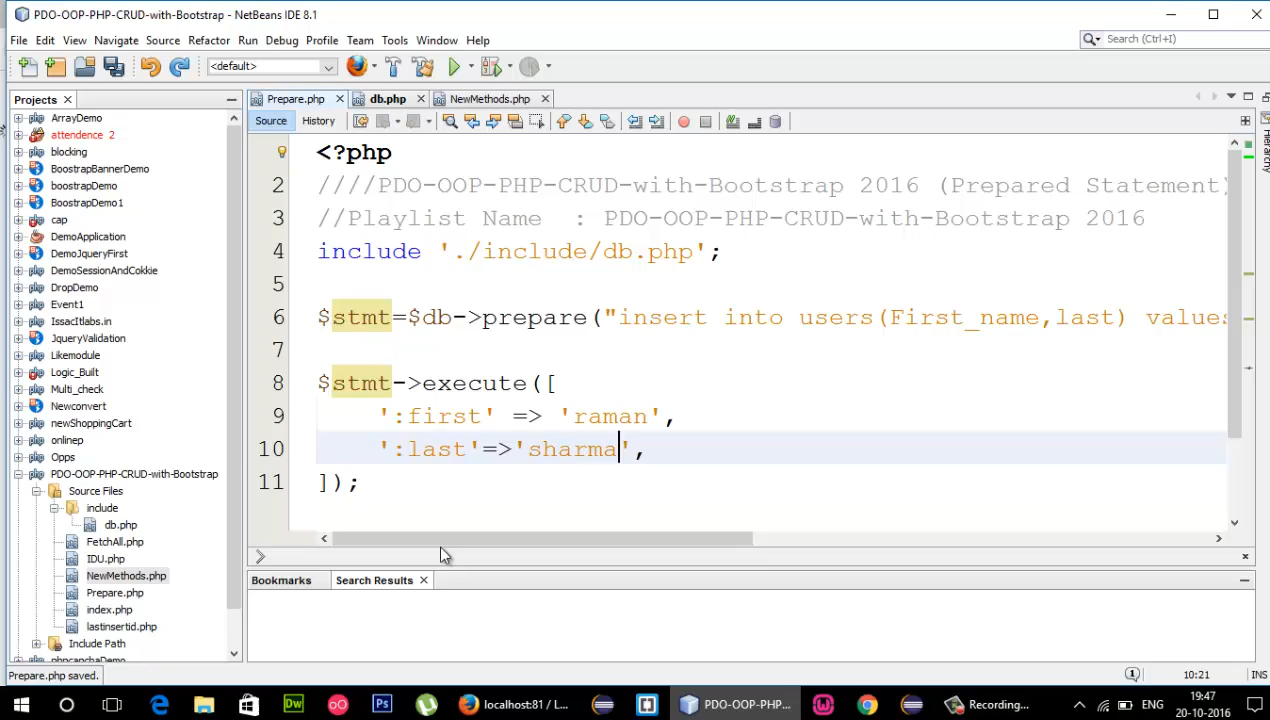 PDO-OOP-PHP-CRUD-with-Bootstrap - NetBeans IDE 8.1
File Edit View Navigate Source Refactor Run Debug Profile Team Tools Window Help
Search (Ctrl+I)
<default>
Projects
Prepare.php
db.php
NewMethods.php
Source
History
Hierarchy
ArrayDemo
attendence 2
blocking
BoostrapBannerDemo
boostrapDemo
BoostrapDemo1
cap
DemoApplication
DemoJqueryFirst
DemoSessionAndCokkie
DropDemo
Event1
IssacItlabs.in
JqueryValidation
Likemodule
Logic_Built
Multi_check
Newconvert
newShoppingCart
onlinep
Opps
PDO-OOP-PHP-CRUD-with-Bootstrap
Source Files
include
db.php
FetchAll.php
IDU.php
NewMethods.php
Prepare.php
index.php
lastinsertid.php
Include Path
phpcapchaDemo
<?php
2 ////PDO-OOP-PHP-CRUD-with-Bootstrap 2016 (Prepared Statement)
3 //Playlist Name : PDO-OOP-PHP-CRUD-with-Bootstrap 2016
4 include './include/db.php';
5
6 $stmt=$db->prepare("insert into users(First_name,last) values
7
8 $stmt->execute([
9 ':first' => 'raman',
10 ':last'=>'sharma',
11 ]);
Bookmarks
Search Results
Prepare.php saved.
1
10:21
INS
Dw
Ps
localhost:81 / L...
PDO-OOP-PHP-...
Recording...
ENG
19:47
20-10-2016